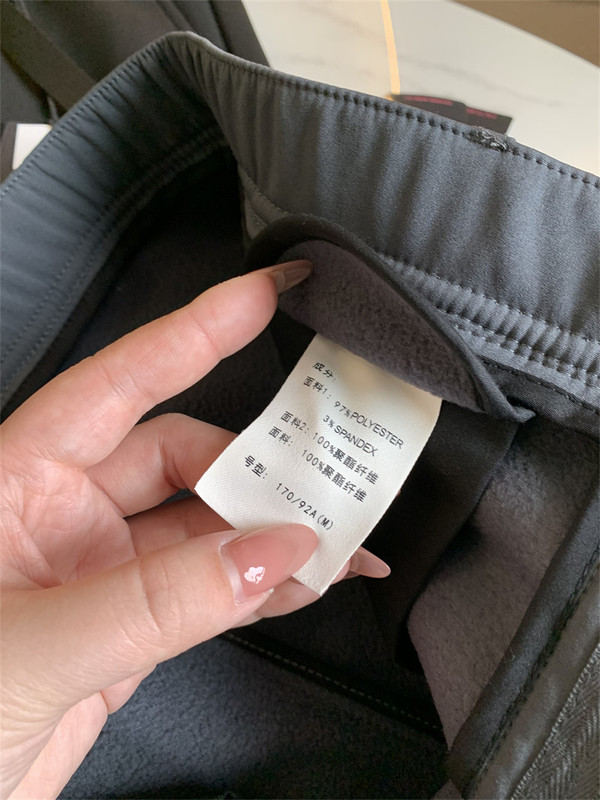 成分:
面料1: 97%POLYESTER
3%SPANDEX
面料2: 100%聚酯纤维
面料: 100%聚酯纤维
号型: 170/92A(M)